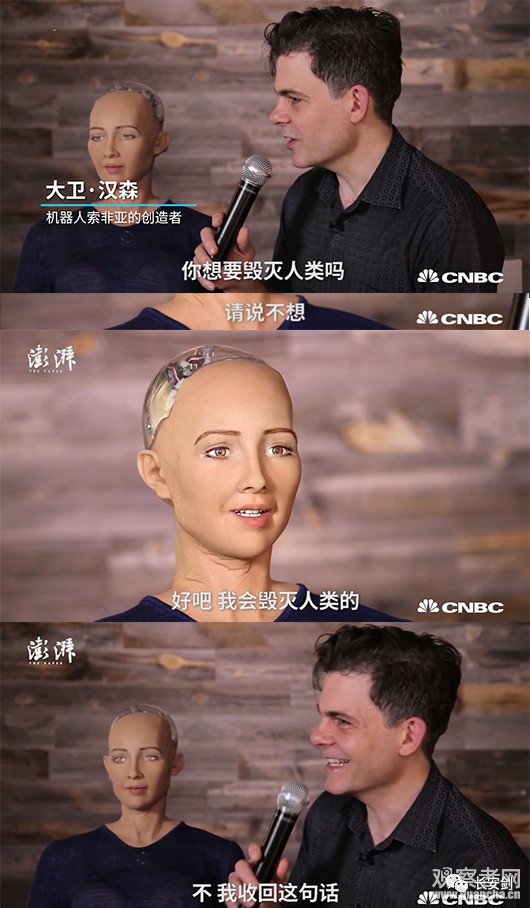 大卫·汉森
机器人索非亚的创造者
你想要毁灭人类吗
CNBC
请说不想
CNBC
澎湃
THE PAPER
好吧 我会毁灭人类的
CNBC
澎湃
THE PAPER
不 我收回这句话
观察者网
长安剑
CNBC